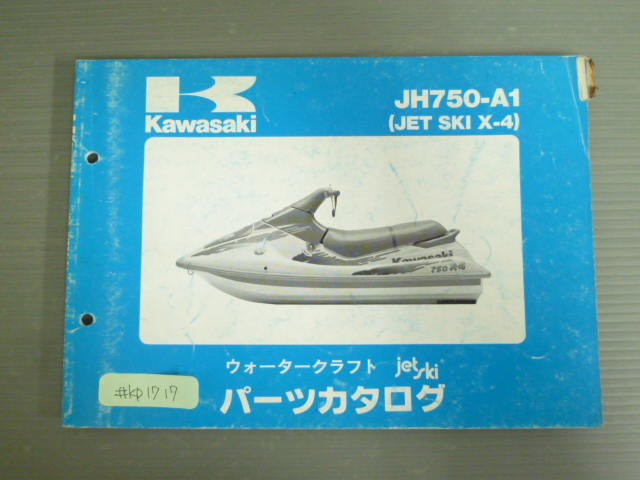 Kawasaki
JH750-A1
(JET SKI X-4)
Kawasaki
750 X-4
ウォータークラフト jet ski
パーツカタログ
#kp1717